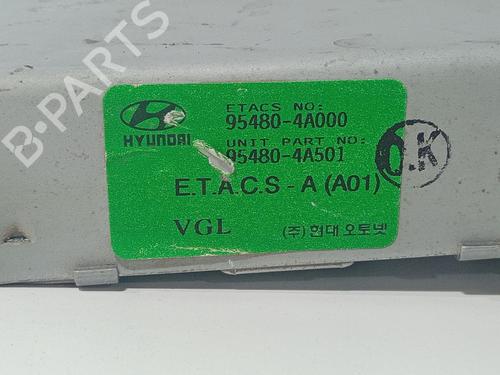 B-PARTS
HYUNDAI
ETACS NO:
95480-4A000
UNIT PART NO:
95480-4A501
E.T.A.C.S - A (A01)
VGL
(주) 현대 오토넷
O.K